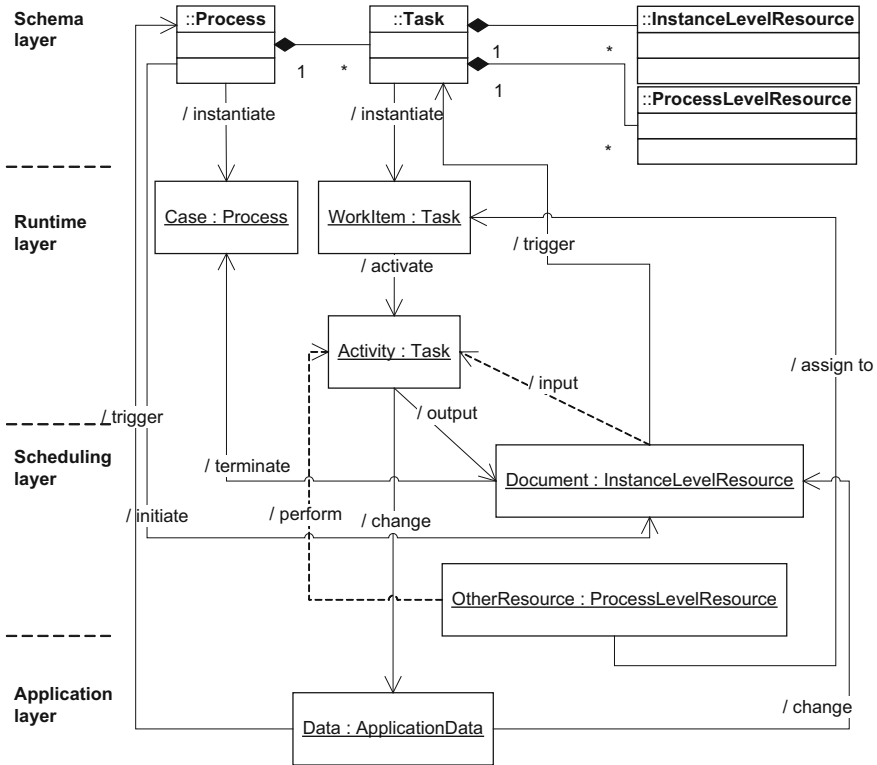 Schema
layer
::Process
::Task
::InstanceLevelResource
1
*
1
*
1
::ProcessLevelResource
*
/ instantiate
/ instantiate
Runtime
layer
Case : Process
WorkItem : Task
/ trigger
/ activate
Activity : Task
/ input
/ assign to
/ trigger
/ output
Scheduling
layer
/ terminate
Document : InstanceLevelResource
/ initiate
/ perform
/ change
OtherResource : ProcessLevelResource
Application
layer
Data : ApplicationData
/ change